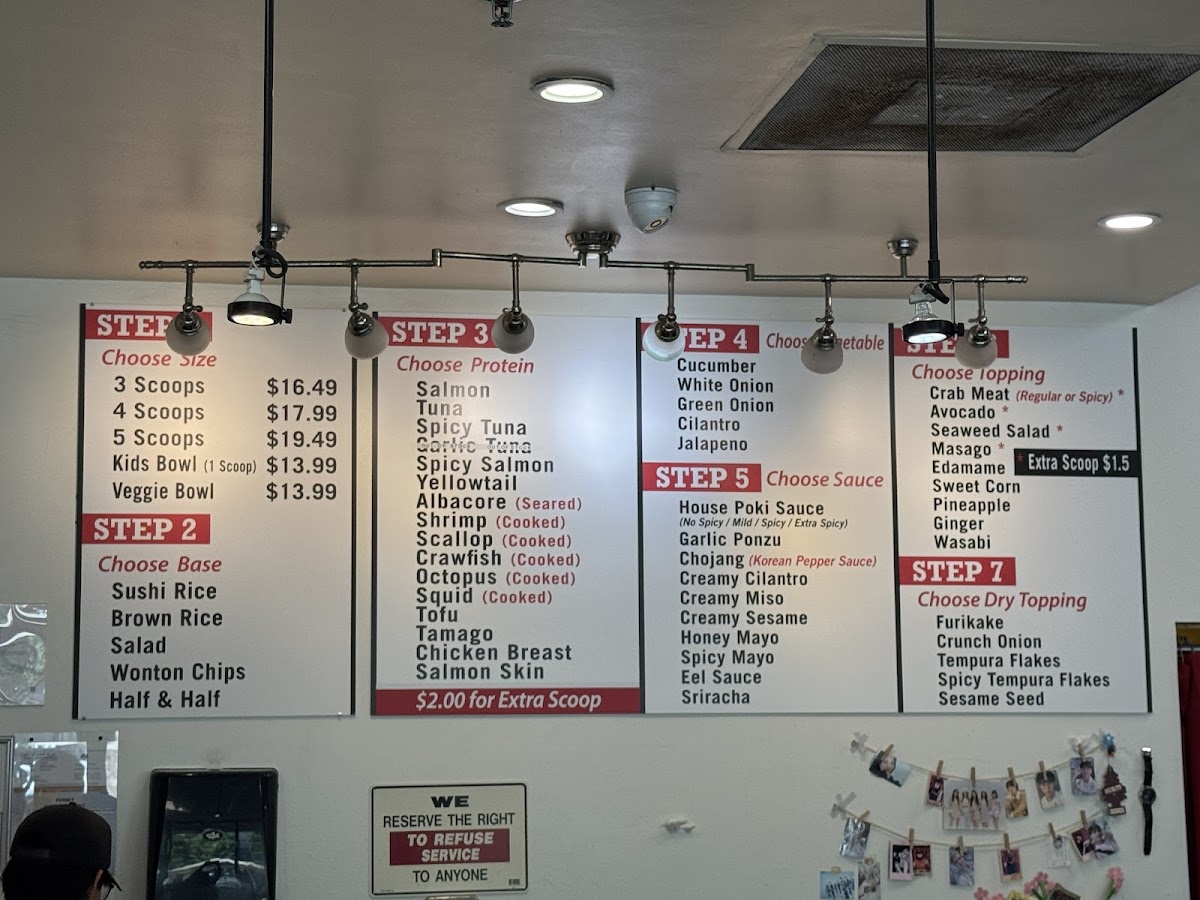 STEP
Choose Size
3 Scoops $16.49
4 Scoops $17.99
5 Scoops $19.49
Kids Bowl (1 Scoop) $13.99
Veggie Bowl $13.99
STEP 2
Choose Base
Sushi Rice
Brown Rice
Salad
Wonton Chips
Half & Half
STEP 3
Choose Protein
Salmon
Tuna
Spicy Tuna
Garlic Tuna
Spicy Salmon
Yellowtail
Albacore (Seared)
Shrimp (Cooked)
Scallop (Cooked)
Crawfish (Cooked)
Octopus (Cooked)
Squid (Cooked)
Tofu
Tamago
Chicken Breast
Salmon Skin
$2.00 for Extra Scoop
STEP 4
Cucumber
White Onion
Green Onion
Cilantro
Jalapeno
STEP 5 Choose Sauce
House Poki Sauce
(No Spicy / Mild / Spicy / Extra Spicy)
Garlic Ponzu
Chojang (Korean Pepper Sauce)
Creamy Cilantro
Creamy Miso
Creamy Sesame
Honey Mayo
Spicy Mayo
Eel Sauce
Sriracha
Choose Topping
Crab Meat (Regular or Spicy) *
Avocado *
Seaweed Salad *
Masago *
Edamame
* Extra Scoop $1.5
Sweet Corn
Pineapple
Ginger
Wasabi
STEP 7
Choose Dry Topping
Furikake
Crunch Onion
Tempura Flakes
Spicy Tempura Flakes
Sesame Seed
WE
RESERVE THE RIGHT
TO REFUSE
SERVICE
TO ANYONE